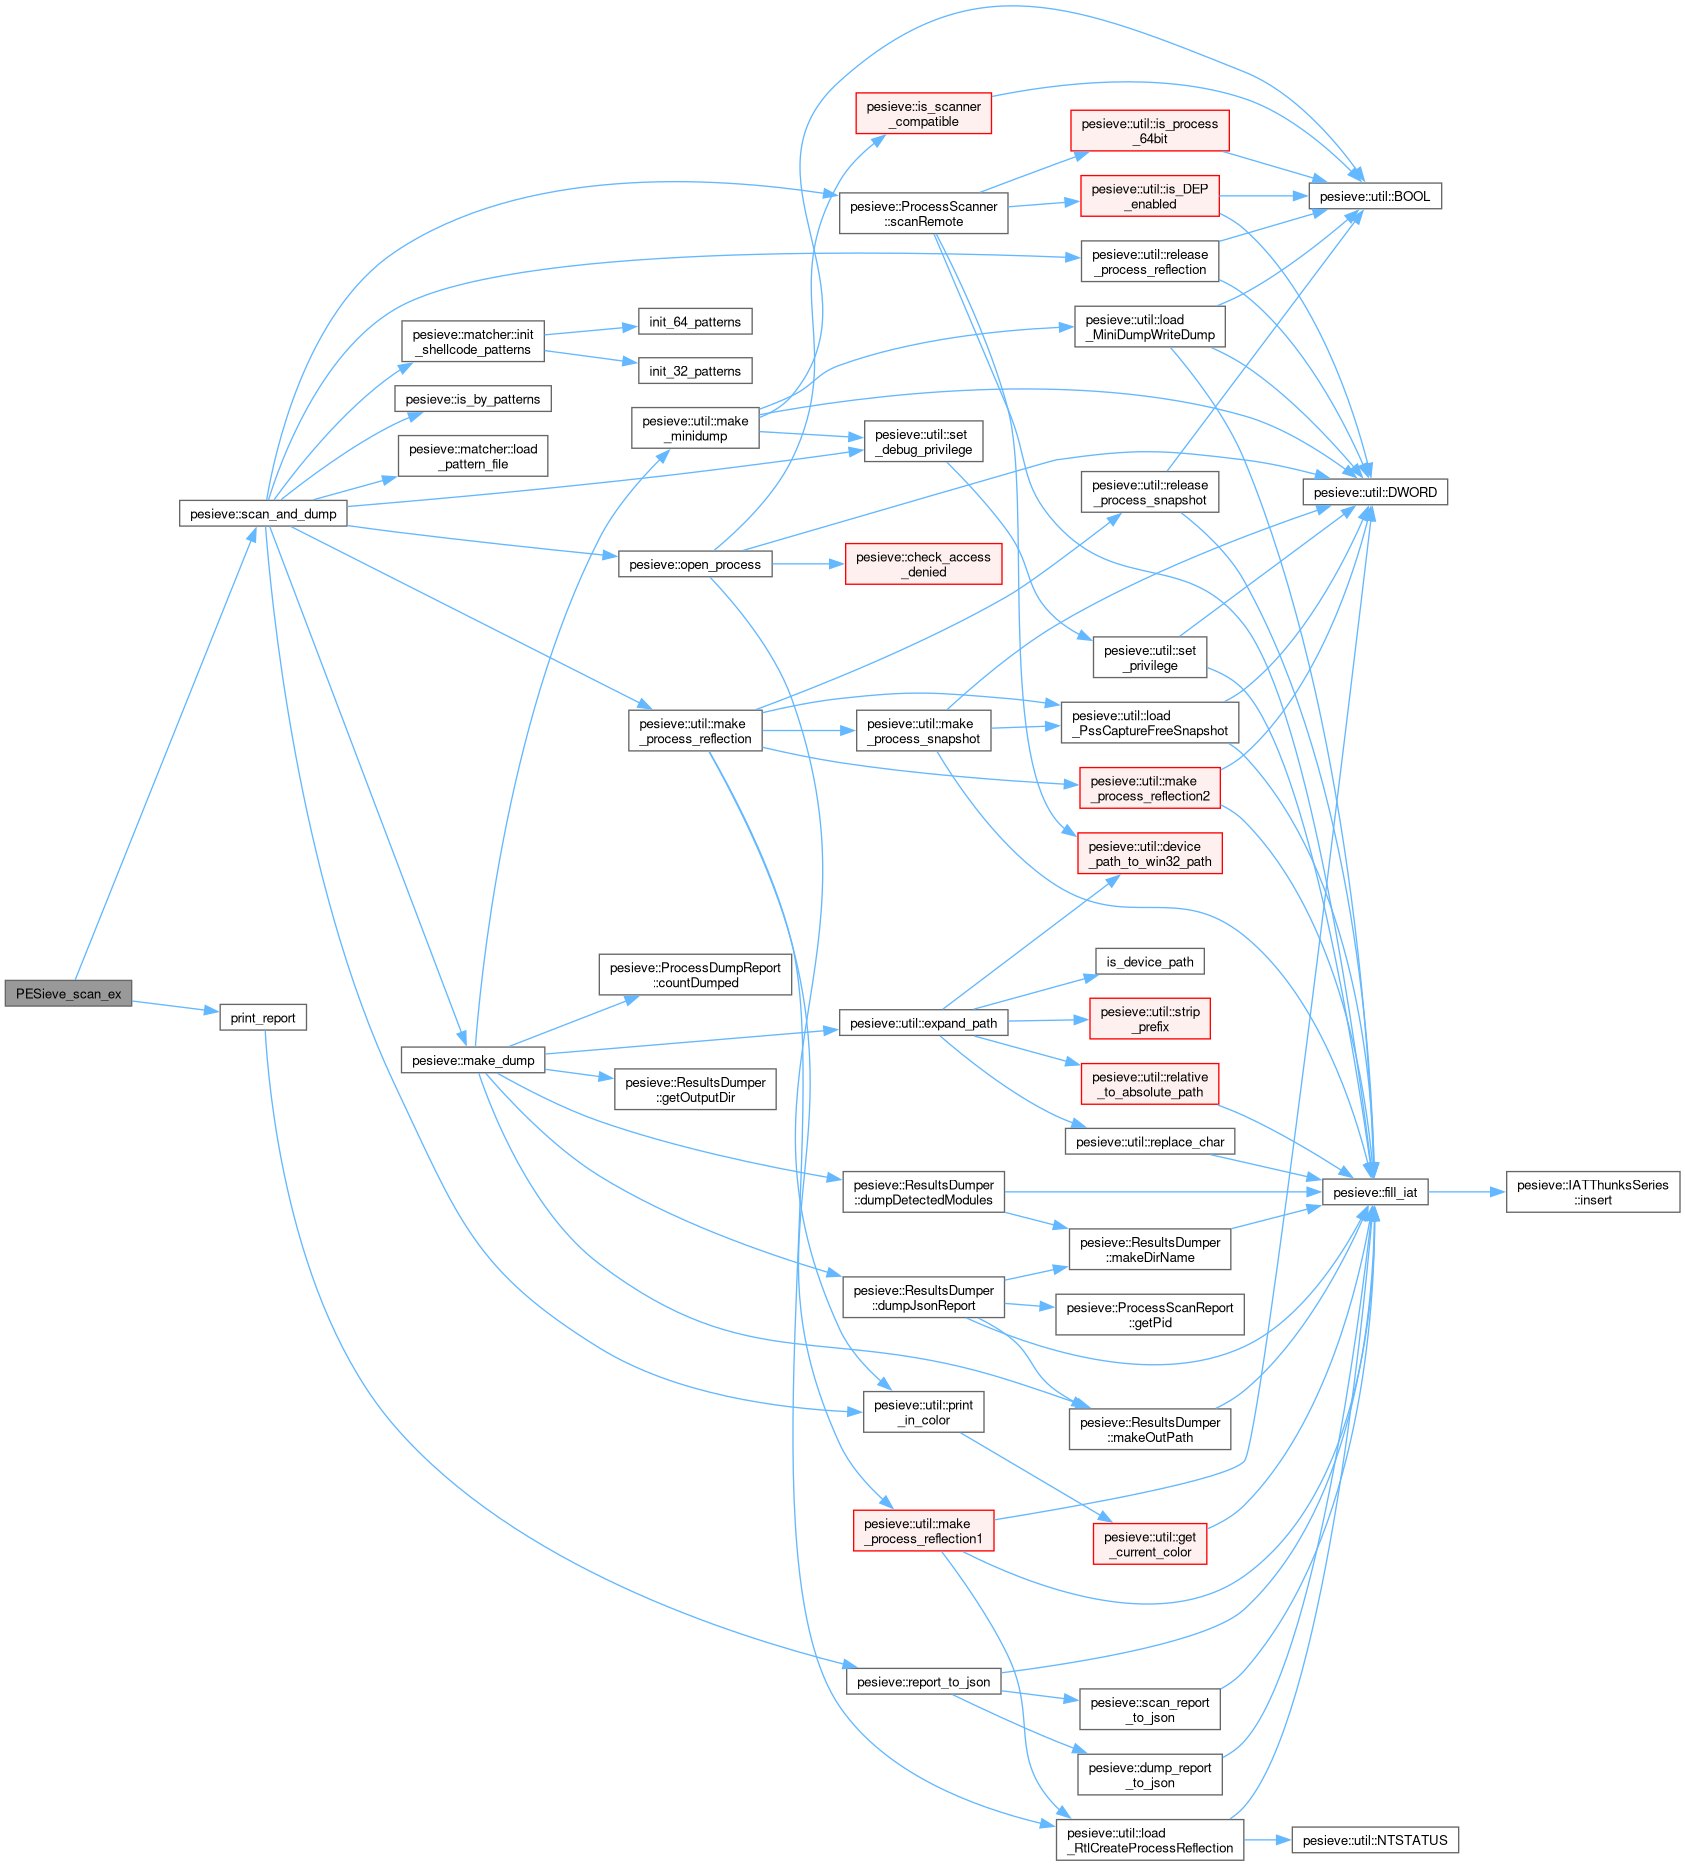 PESieve_scan_ex
pesieve::scan_and_dump
print_report
pesieve::matcher::init
_shellcode_patterns
pesieve::is_by_patterns
pesieve::matcher::load
_pattern_file
pesieve::make_dump
init_64_patterns
init_32_patterns
pesieve::util::make
_minidump
pesieve::open_process
pesieve::util::make
_process_reflection
pesieve::ProcessDumpReport
::countDumped
pesieve::ResultsDumper
::getOutputDir
pesieve::is_scanner
_compatible
pesieve::ProcessScanner
::scanRemote
pesieve::util::set
_debug_privilege
pesieve::check_access
_denied
pesieve::util::make
_process_snapshot
pesieve::util::expand_path
pesieve::ResultsDumper
::dumpDetectedModules
pesieve::ResultsDumper
::dumpJsonReport
pesieve::util::print
_in_color
pesieve::util::make
_process_reflection1
pesieve::report_to_json
pesieve::util::is_process
_64bit
pesieve::util::is_DEP
_enabled
pesieve::util::release
_process_reflection
pesieve::util::load
_MiniDumpWriteDump
pesieve::util::release
_process_snapshot
pesieve::util::set
_privilege
pesieve::util::load
_PssCaptureFreeSnapshot
pesieve::util::make
_process_reflection2
pesieve::util::device
_path_to_win32_path
is_device_path
pesieve::util::strip
_prefix
pesieve::util::relative
_to_absolute_path
pesieve::util::replace_char
pesieve::ResultsDumper
::makeDirName
pesieve::ProcessScanReport
::getPid
pesieve::ResultsDumper
::makeOutPath
pesieve::util::get
_current_color
pesieve::scan_report
_to_json
pesieve::dump_report
_to_json
pesieve::util::load
_RtlCreateProcessReflection
pesieve::util::BOOL
pesieve::util::DWORD
pesieve::fill_iat
pesieve::util::NTSTATUS
pesieve::IATThunksSeries
::insert